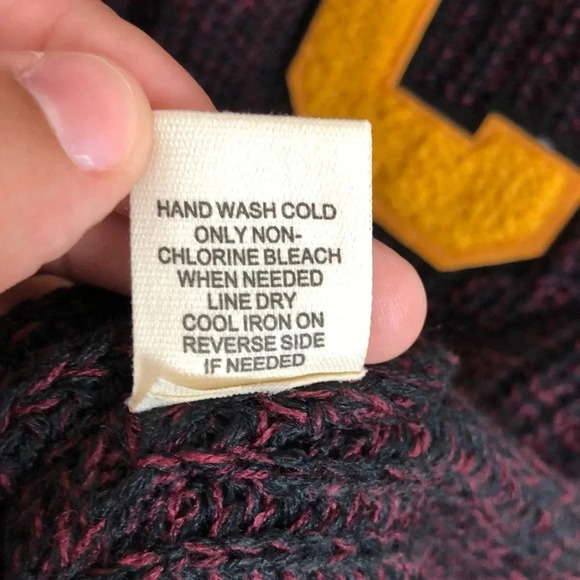 HAND WASH COLD
ONLY NON-
CHLORINE BLEACH
WHEN NEEDED
LINE DRY
COOL IRON ON
REVERSE SIDE
IF NEEDED